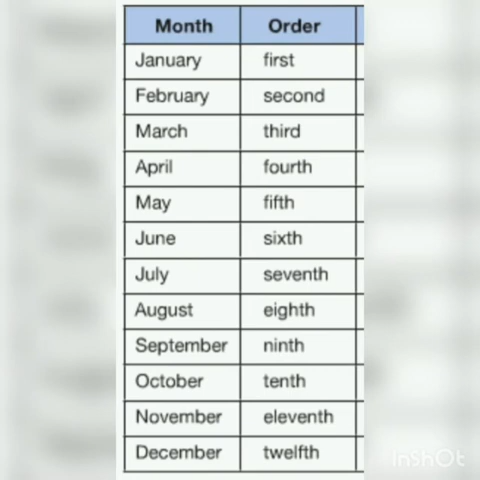 Month Order
January first
February second
March third
April fourth
May fifth
June sixth
July seventh
August eighth
September ninth
October tenth
November eleventh
December twelfth
InShOt